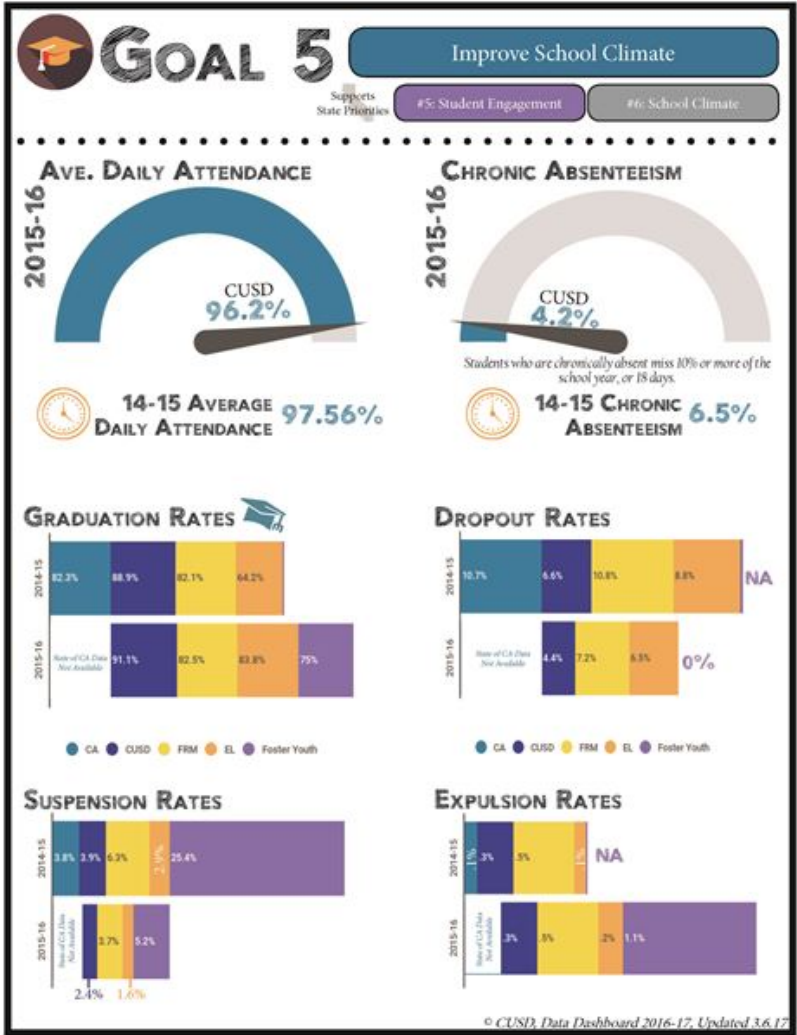 GOAL 5
Improve School Climate
Supports
State Priorities
#5: Student Engagement
#6: School Climate
AVE. DAILY ATTENDANCE
2015-16
CUSD
96.2%
14-15 AVERAGE
DAILY ATTENDANCE
97.56%
CHRONIC ABSENTEEISM
2015-16
CUSD
4.2%
Students who are chronically absent miss 10% or more of the
school year, or 18 days.
14-15 CHRONIC
ABSENTEEISM
6.5%
GRADUATION RATES
2014-15
82.3% 88.9% 82.1% 64.2%
2015-16
State of CA Data
Not Available
91.1% 82.5% 83.8% 75%
CA CUSD FRM EL Foster Youth
DROPOUT RATES
2014-15
10.7% 6.6% 10.8% 8.8% NA
2015-16
State of CA Data
Not Available
4.4% 7.2% 6.5% 0%
CA CUSD FRM EL Foster Youth
SUSPENSION RATES
2014-15
3.8% 3.9% 6.3% 2.9% 25.4%
2015-16
State of CA Data
Not Available
3.7% 5.2%
2.4% 1.6%
EXPULSION RATES
2014-15
.1% .3% .5% .1% NA
2015-16
State of CA Data
Not Available
.3% .5% .2% 1.1%
© CUSD, Data Dashboard 2016-17, Updated 3.6.17